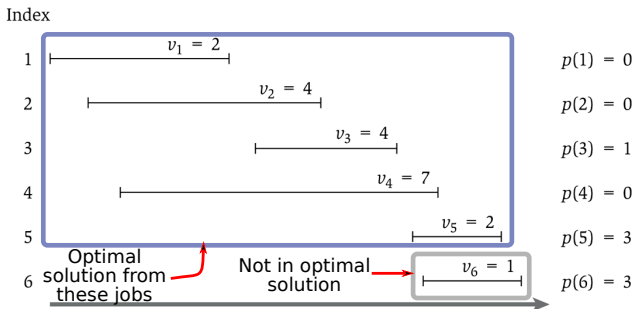 Index
1 v1 = 2 p(1) = 0
2 v2 = 4 p(2) = 0
3 v3 = 4 p(3) = 1
4 v4 = 7 p(4) = 0
5 v5 = 2 p(5) = 3
Optimal
solution from
these jobs
Not in optimal
solution
6 v6 = 1 p(6) = 3